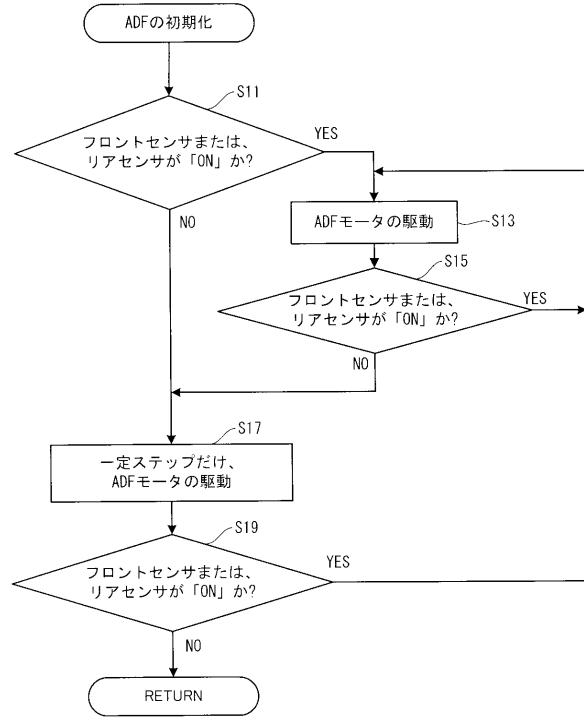 ADFの初期化
S11
フロントセンサまたは、
リアセンサが「ON」か?
YES
NO
ADFモータの駆動
S13
S15
フロントセンサまたは、
リアセンサが「ON」か?
YES
NO
S17
一定ステップだけ、
ADFモータの駆動
S19
フロントセンサまたは、
リアセンサが「ON」か?
YES
NO
RETURN